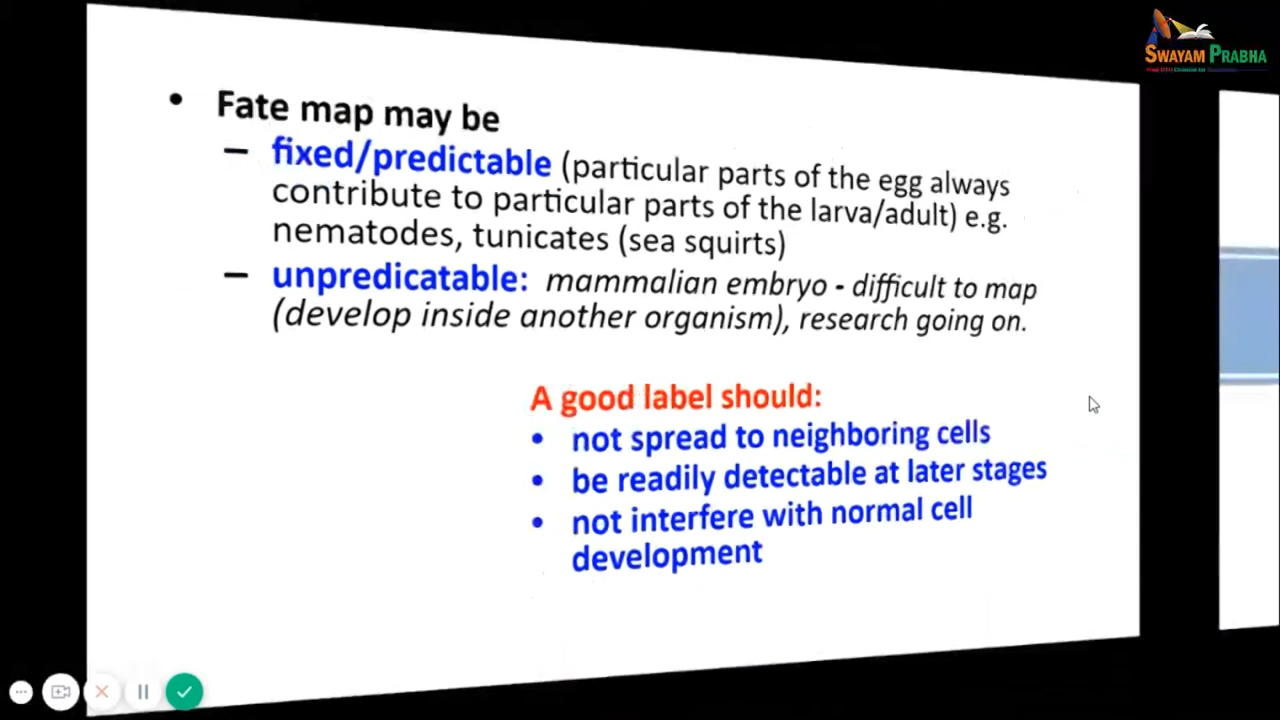 SWAYAM PRABHA
• Fate map may be
– fixed/predictable (particular parts of the egg always
contribute to particular parts of the larva/adult) e.g.
nematodes, tunicates (sea squirts)
– unpredicatable: mammalian embryo - difficult to map
(develop inside another organism), research going on.
A good label should:
• not spread to neighboring cells
• be readily detectable at later stages
• not interfere with normal cell
development